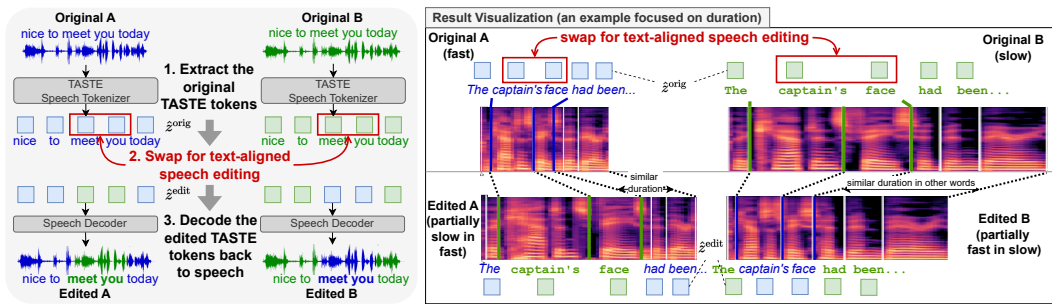 Original A
Original B
nice to meet you today
nice to meet you today
TASTE
Speech Tokenizer
1. Extract the
original
TASTE tokens
TASTE
Speech Tokenizer
ẑorig
nice to meet you today
nice to meet you today
2. Swap for text-aligned
speech editing
ẑedit
Speech Decoder
3. Decode the
edited TASTE
tokens back
to speech
Speech Decoder
nice to meet you today
nice to meet you today
Edited A
Edited B
Result Visualization (an example focused on duration)
Original A
(fast)
swap for text-aligned speech editing
Original B
(slow)
ẑorig
The captain's face had been...
The captain's face had been...
similar
duration
similar duration in other words
Edited A
(partially
slow in
fast)
ẑedit
Edited B
(partially
fast in slow)
The captain's face had been...
The captain's face had been...